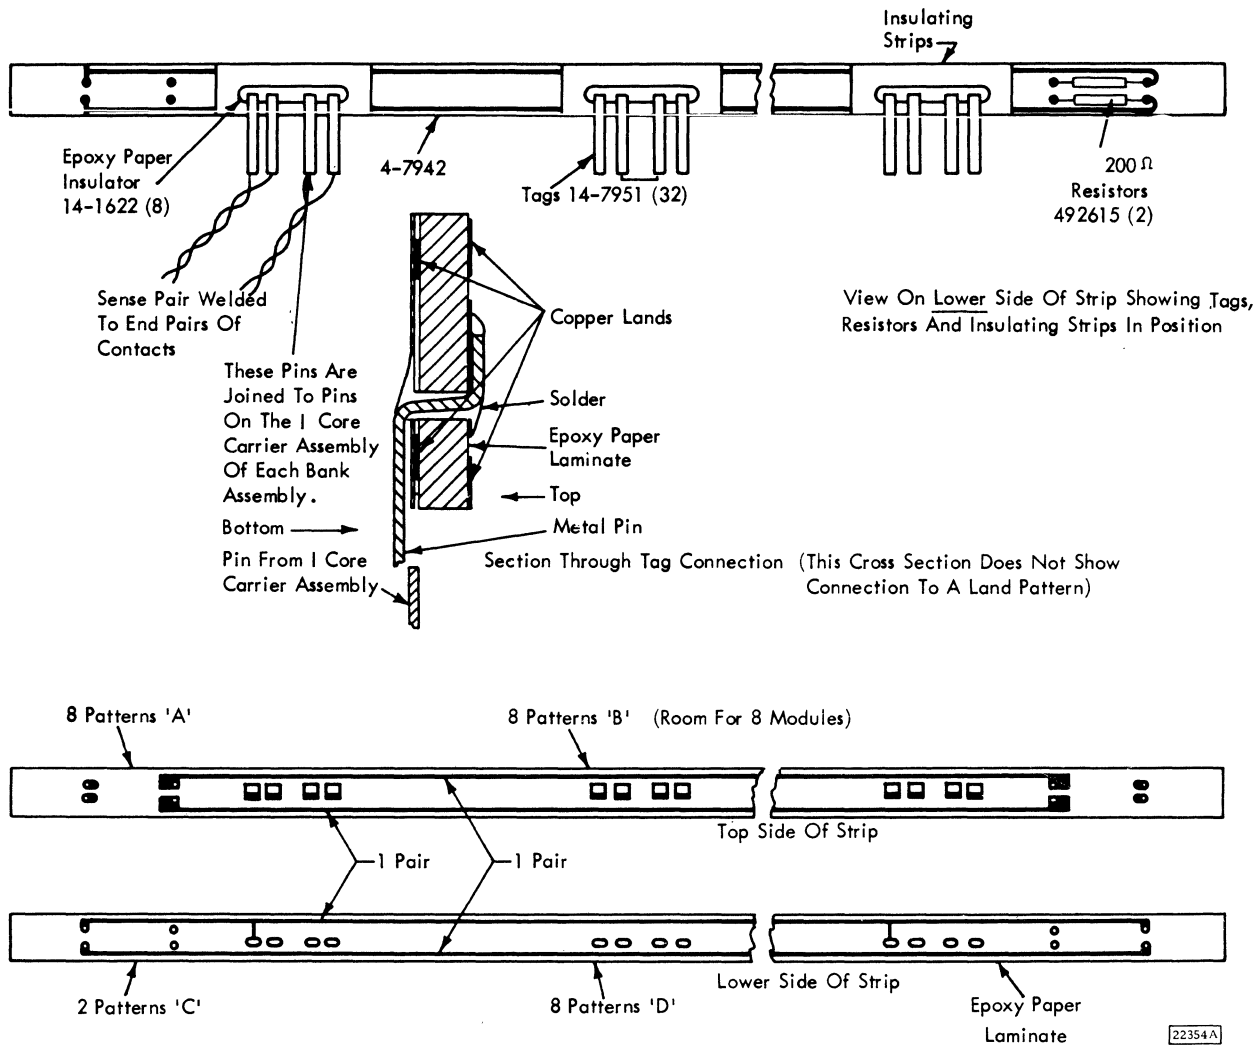 Insulating
Strips
Epoxy Paper
Insulator
14-1622 (8)
4-7942
Tags 14-7951 (32)
200 Ω
Resistors
492615 (2)
Sense Pair Welded
To End Pairs Of
Contacts
View On Lower Side Of Strip Showing Tags,
Resistors And Insulating Strips In Position
Copper Lands
These Pins Are
Joined To Pins
On The I Core
Carrier Assembly
Of Each Bank
Assembly.
Solder
Epoxy Paper
Laminate
Top
Bottom
Metal Pin
Pin From I Core
Carrier Assembly
Section Through Tag Connection (This Cross Section Does Not Show
Connection To A Land Pattern)
8 Patterns 'A'
8 Patterns 'B' (Room For 8 Modules)
Top Side Of Strip
1 Pair
1 Pair
Lower Side Of Strip
2 Patterns 'C'
8 Patterns 'D'
Epoxy Paper
Laminate
22354A